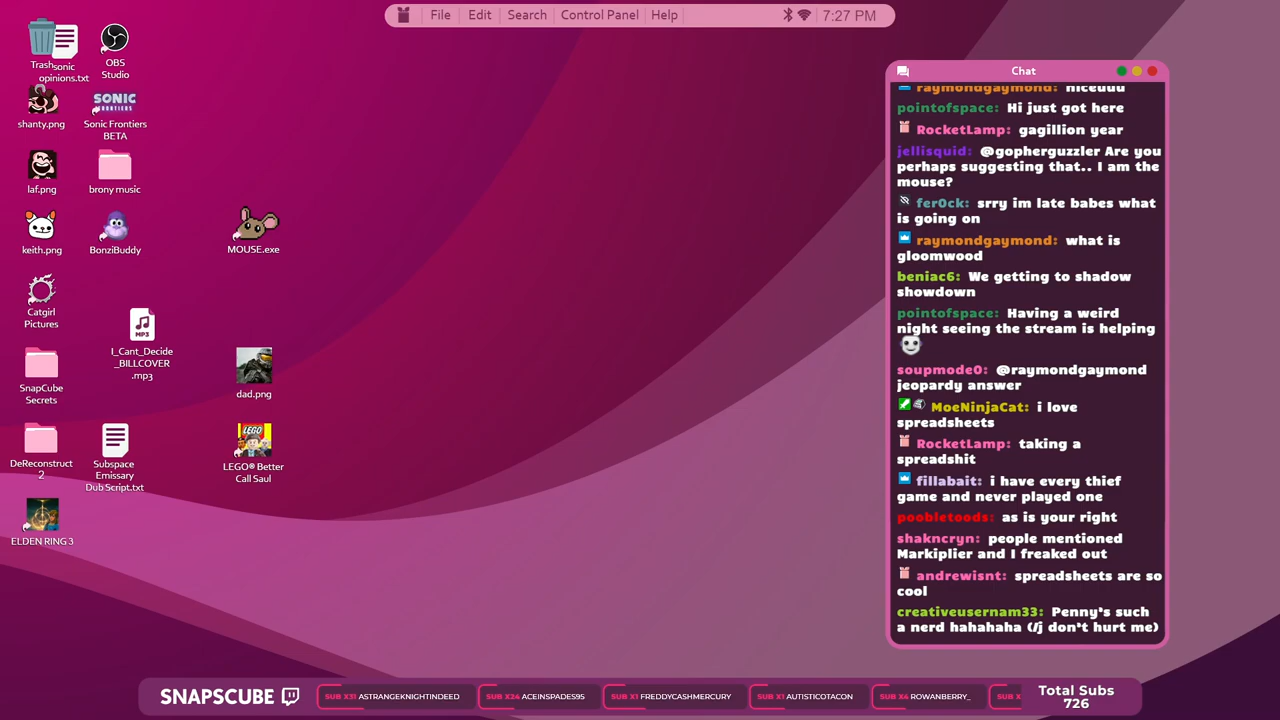 File Edit Search Control Panel Help
7:27 PM
Trash
sonic
opinions.txt
OBS
Studio
shanty.png
SONIC
FRONTIERS
Sonic Frontiers
BETA
laf.png
brony music
keith.png
BonziBuddy
MOUSE.exe
Catgirl
Pictures
MP3
I_Cant_Decide
_BILLCOVER
.mp3
SnapCube
Secrets
dad.png
DeReconstruct
2
Subspace
Emissary
Dub Script.txt
LEGO
LEGO® Better
Call Saul
ELDEN RING 3
Chat
raymondgaymond: niceuuu
pointofspace: Hi just got here
RocketLamp: gagillion year
jellisquid: @gopherguzzler Are you
perhaps suggesting that.. I am the
mouse?
fer0ck: srry im late babes what
is going on
raymondgaymond: what is
gloomwood
beniac6: We getting to shadow
showdown
pointofspace: Having a weird
night seeing the stream is helping
soupmode0: @raymondgaymond
jeopardy answer
MoeNinjaCat: i love
spreadsheets
RocketLamp: taking a
spreadshit
fillabait: i have every thief
game and never played one
poobletoods: as is your right
shakncryn: people mentioned
Markiplier and I freaked out
andrewisnt: spreadsheets are so
cool
creativeusernam33: Penny's such
a nerd hahahaha (/j don't hurt me)
SNAPSCUBE
SUB X31 ASTRANGEKNIGHTINDEED
SUB X24 ACEINSPADES95
SUB X1 FREDDYCASHMERCURY
SUB X1 AUTISTICOTACON
SUB X4 ROWANBERRY_
SUB X
Total Subs
726